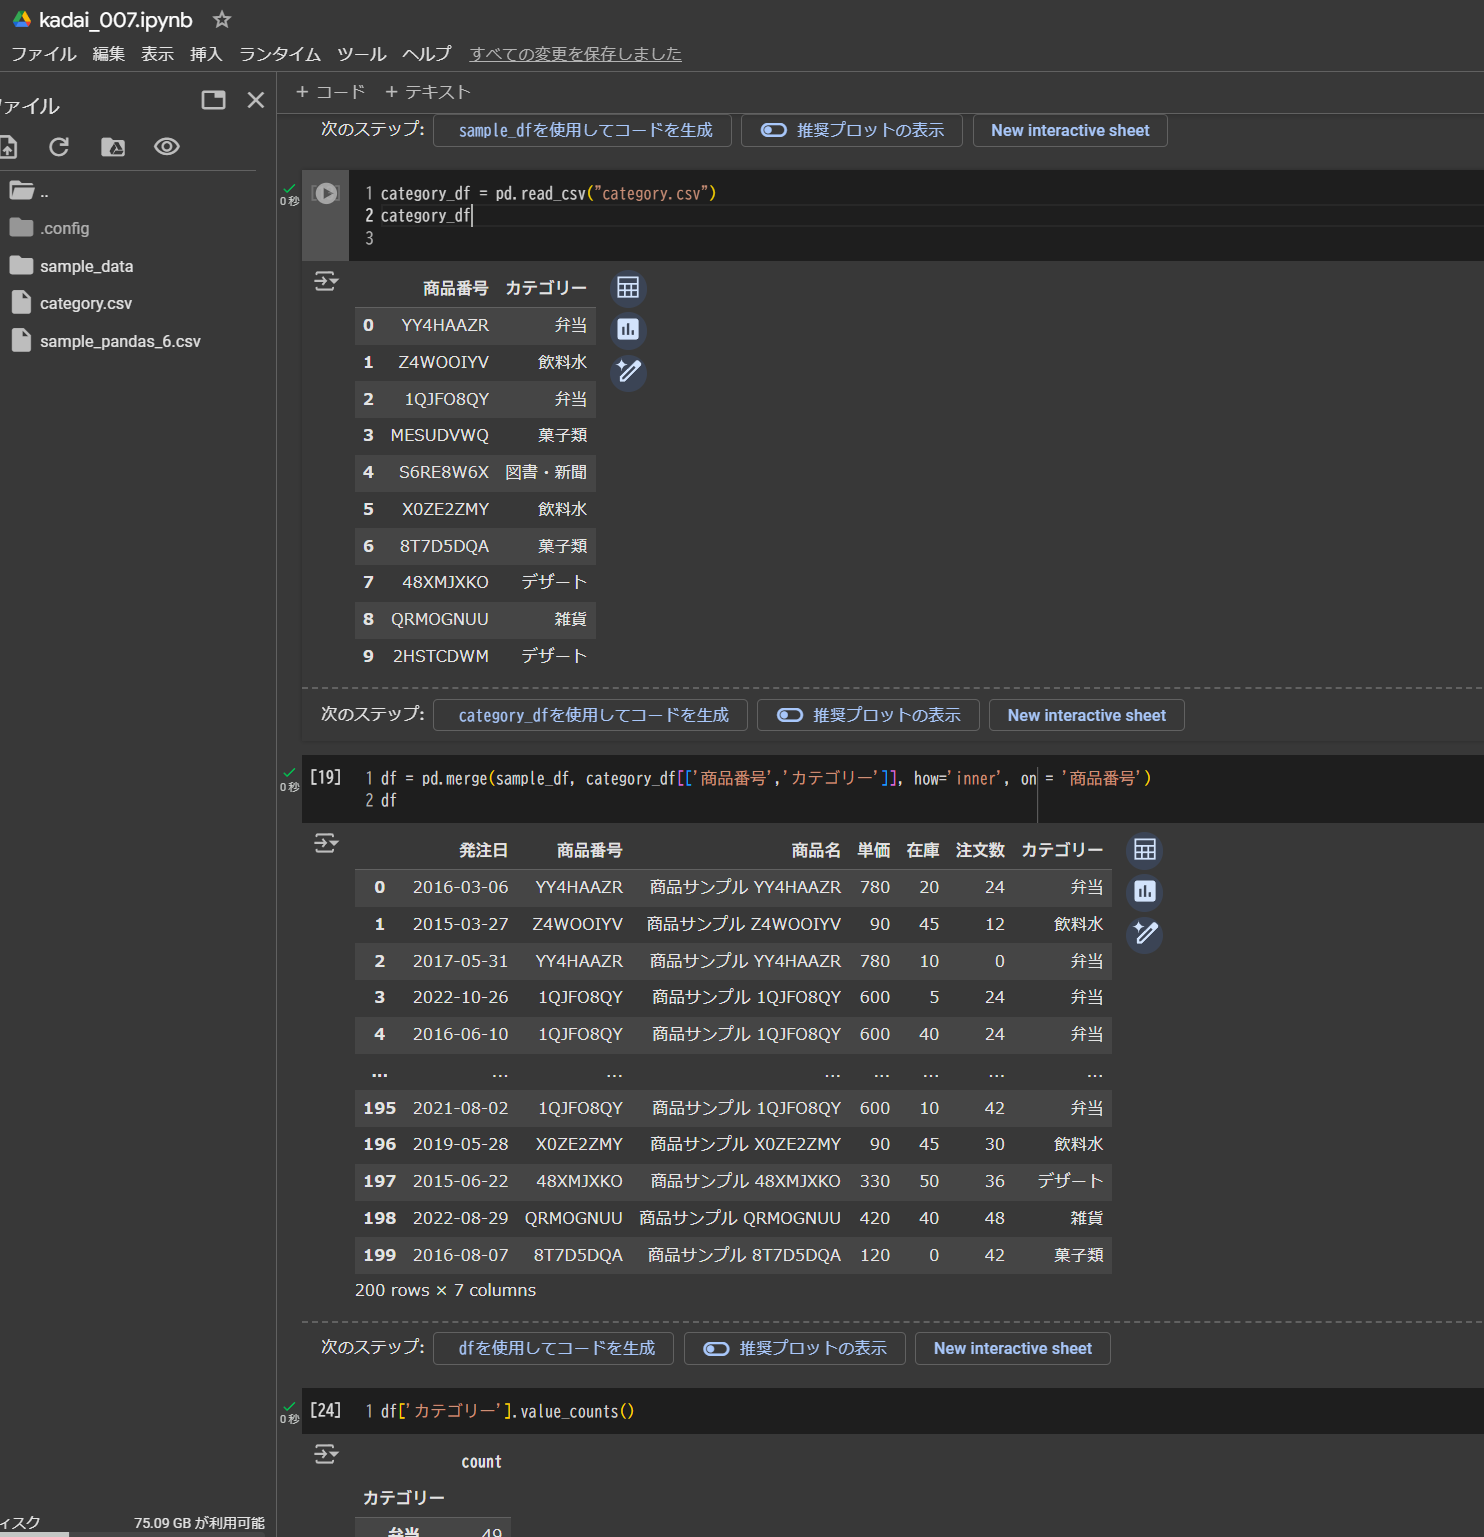 kadai_007.ipynb
ファイル 編集 表示 挿入 ランタイム ツール ヘルプ すべての変更を保存しました
ファイル
+ コード + テキスト
次のステップ: sample_dfを使用してコードを生成 推奨プロットの表示 New interactive sheet
..
.config
sample_data
category.csv
sample_pandas_6.csv
0秒
1 category_df = pd.read_csv("category.csv")
2 category_df
3
商品番号 カテゴリー
0 YY4HAAZR 弁当
1 Z4WOOIYV 飲料水
2 1QJFO8QY 弁当
3 MESUDVWQ 菓子類
4 S6RE8W6X 図書・新聞
5 X0ZE2ZMY 飲料水
6 8T7D5DQA 菓子類
7 48XMJXKO デザート
8 QRMOGNUU 雑貨
9 2HSTCDWM デザート
次のステップ: category_dfを使用してコードを生成 推奨プロットの表示 New interactive sheet
0秒 [19] 1 df = pd.merge(sample_df, category_df[['商品番号','カテゴリー']], how='inner', on = '商品番号')
2 df
発注日 商品番号 商品名 単価 在庫 注文数 カテゴリー
0 2016-03-06 YY4HAAZR 商品サンプル YY4HAAZR 780 20 24 弁当
1 2015-03-27 Z4WOOIYV 商品サンプル Z4WOOIYV 90 45 12 飲料水
2 2017-05-31 YY4HAAZR 商品サンプル YY4HAAZR 780 10 0 弁当
3 2022-10-26 1QJFO8QY 商品サンプル 1QJFO8QY 600 5 24 弁当
4 2016-06-10 1QJFO8QY 商品サンプル 1QJFO8QY 600 40 24 弁当
... ... ... ... ... ... ... ...
195 2021-08-02 1QJFO8QY 商品サンプル 1QJFO8QY 600 10 42 弁当
196 2019-05-28 X0ZE2ZMY 商品サンプル X0ZE2ZMY 90 45 30 飲料水
197 2015-06-22 48XMJXKO 商品サンプル 48XMJXKO 330 50 36 デザート
198 2022-08-29 QRMOGNUU 商品サンプル QRMOGNUU 420 40 48 雑貨
199 2016-08-07 8T7D5DQA 商品サンプル 8T7D5DQA 120 0 42 菓子類
200 rows × 7 columns
次のステップ: dfを使用してコードを生成 推奨プロットの表示 New interactive sheet
0秒 [24] 1 df['カテゴリー'].value_counts()
count
カテゴリー
弁当 49
ィスク 75.09 GB が利用可能